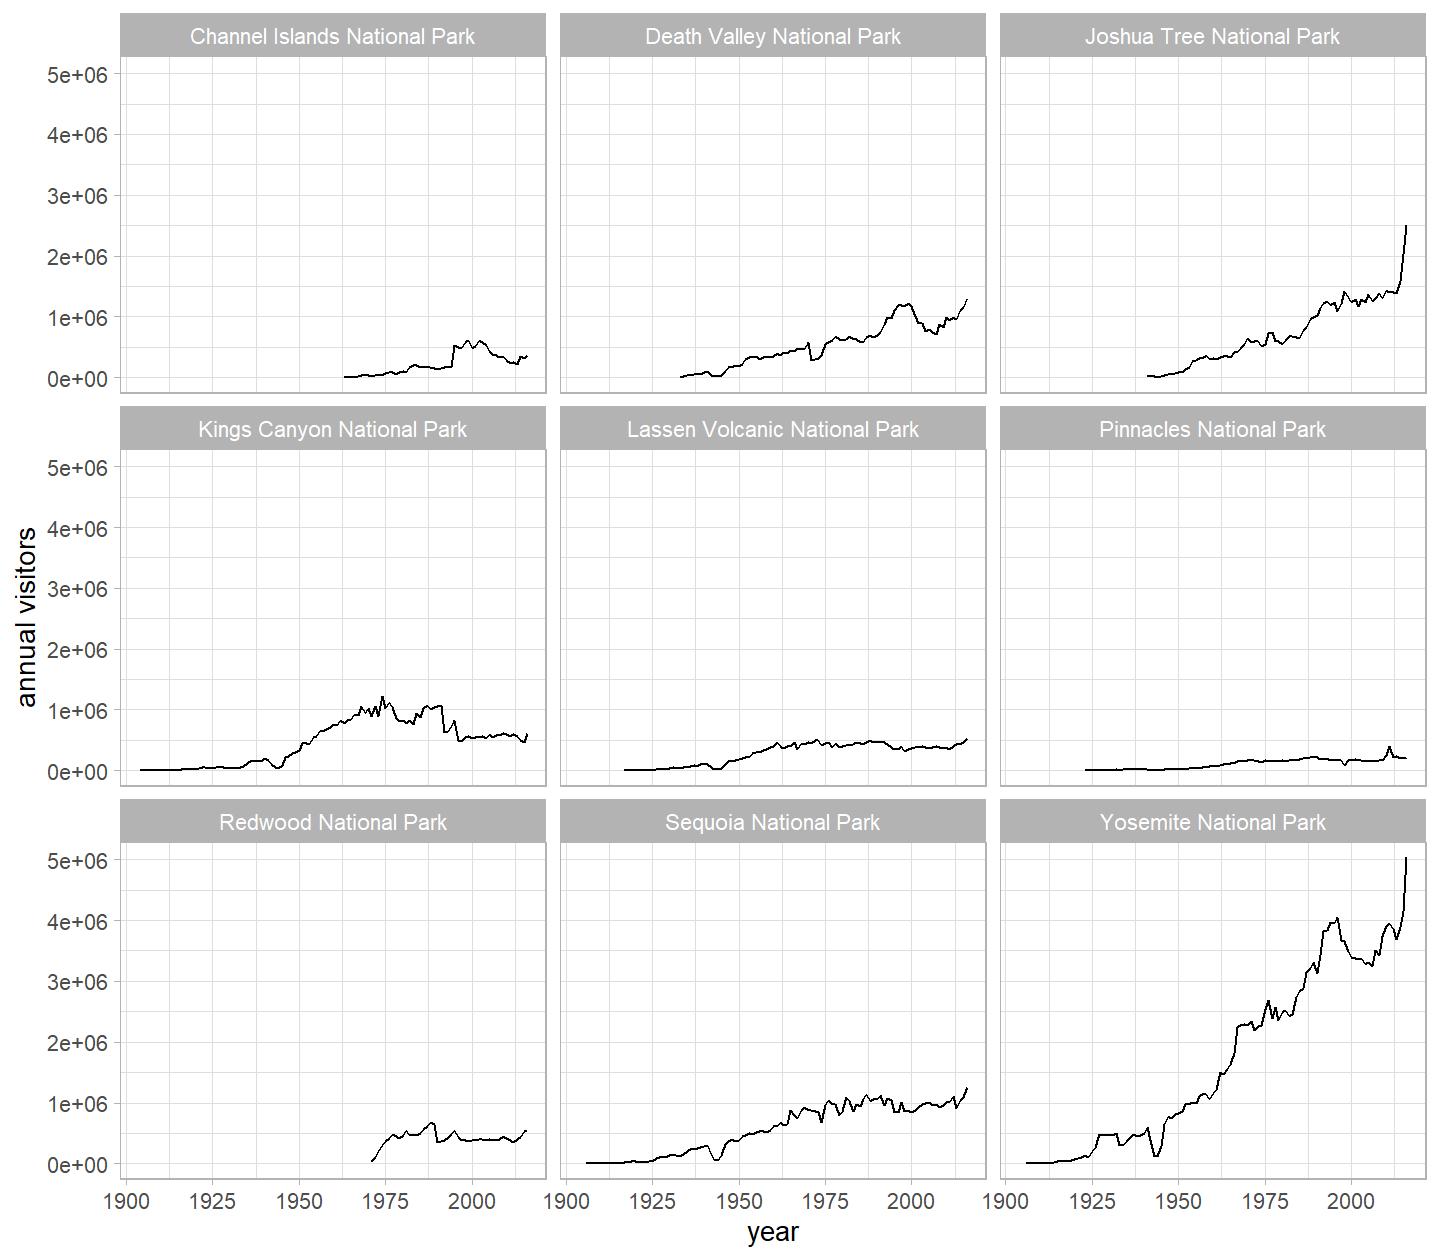 Channel Islands National Park
Death Valley National Park
Joshua Tree National Park
5e+06
4e+06
3e+06
2e+06
1e+06
0e+00
Kings Canyon National Park
Lassen Volcanic National Park
Pinnacles National Park
5e+06
4e+06
3e+06
2e+06
1e+06
0e+00
annual visitors
Redwood National Park
Sequoia National Park
Yosemite National Park
5e+06
4e+06
3e+06
2e+06
1e+06
0e+00
1900 1925 1950 1975 2000
1900 1925 1950 1975 2000
1900 1925 1950 1975 2000
year